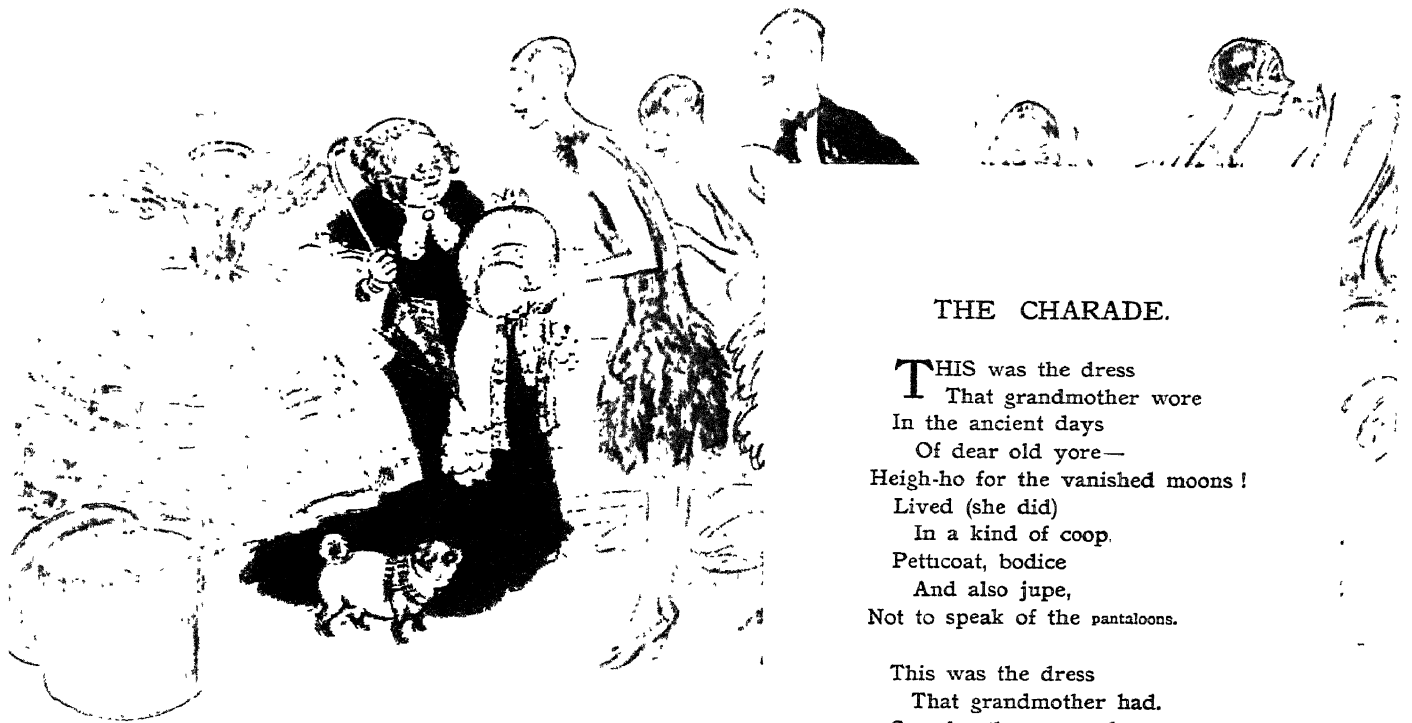 THE CHARADE.
THIS was the dress
That grandmother wore
In the ancient days
Of dear old yore—
Heigh-ho for the vanished moons!
Lived (she did)
In a kind of coop.
Petticoat, bodice
And also jupe,
Not to speak of the pantaloons.
This was the dress
That grandmother had.